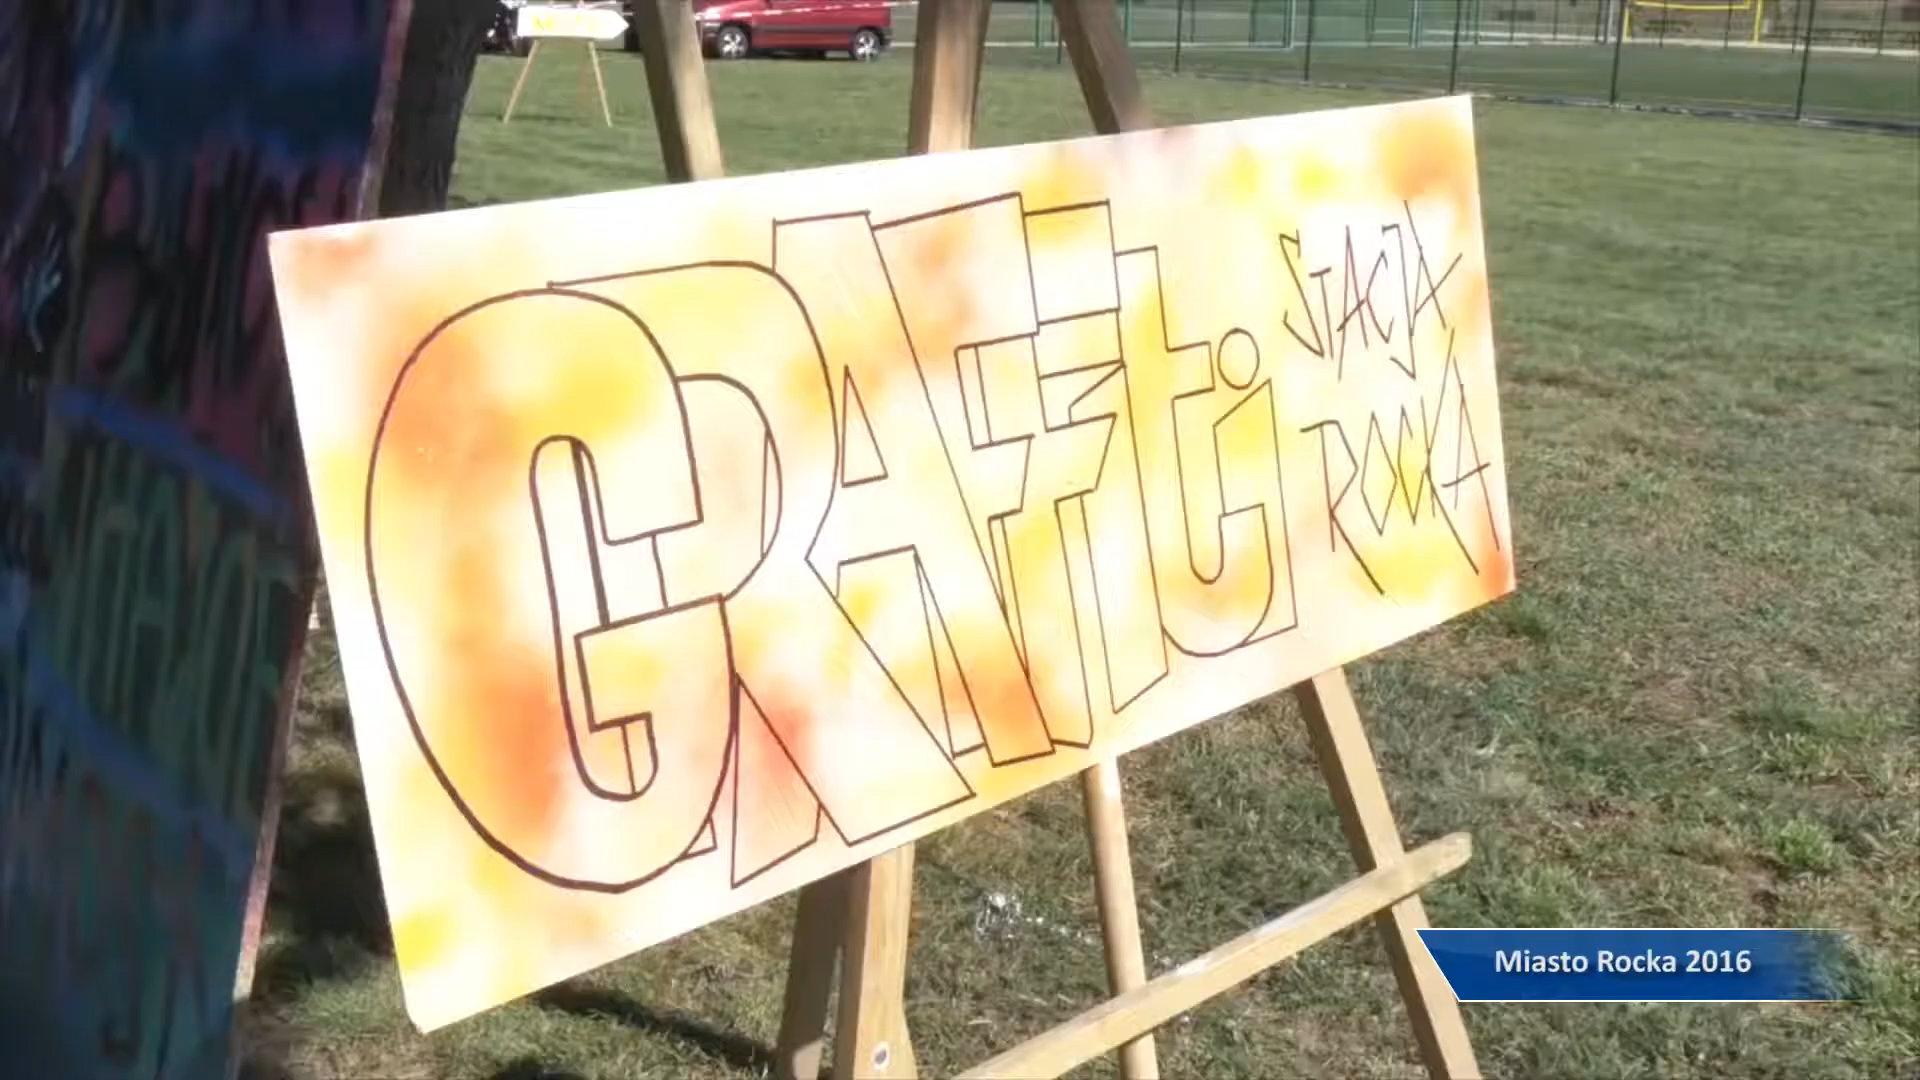 GRAffiti
STACJA
ROCKA
Miasto Rocka 2016